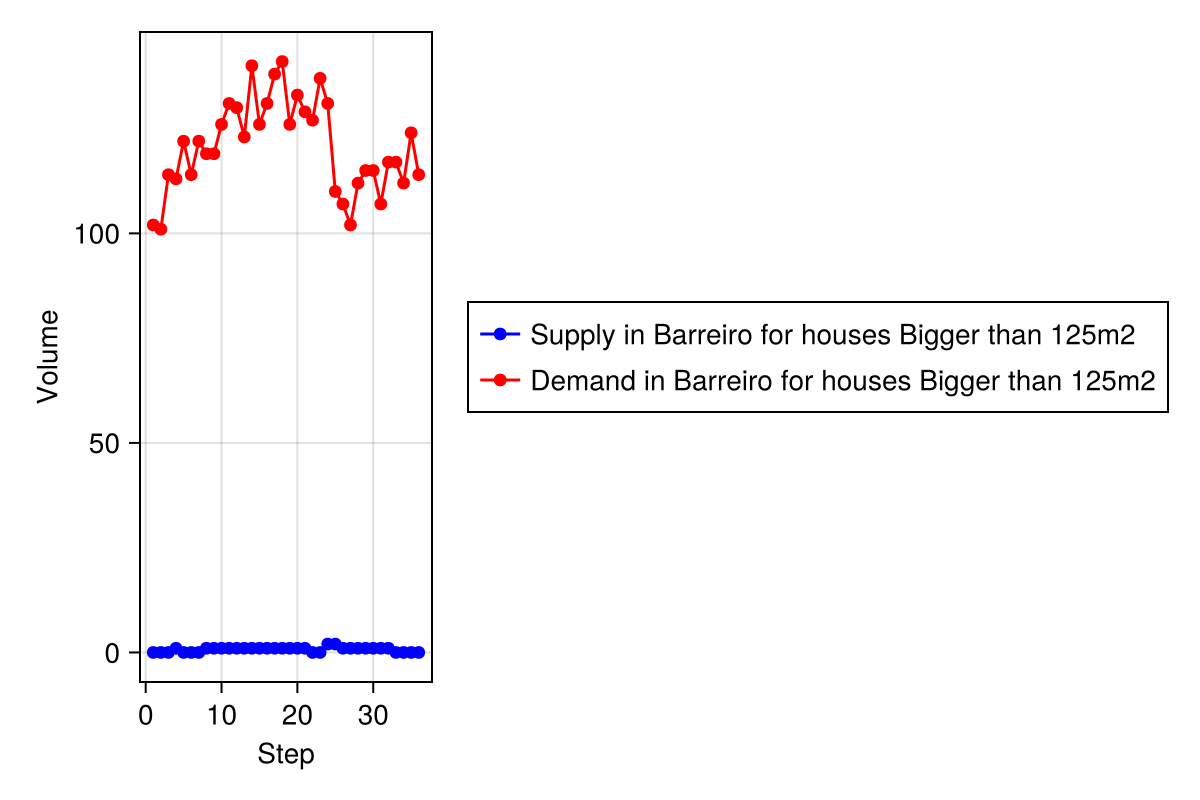 100
50
0
Volume
0 10 20 30
Step
Supply in Barreiro for houses Bigger than 125m2
Demand in Barreiro for houses Bigger than 125m2